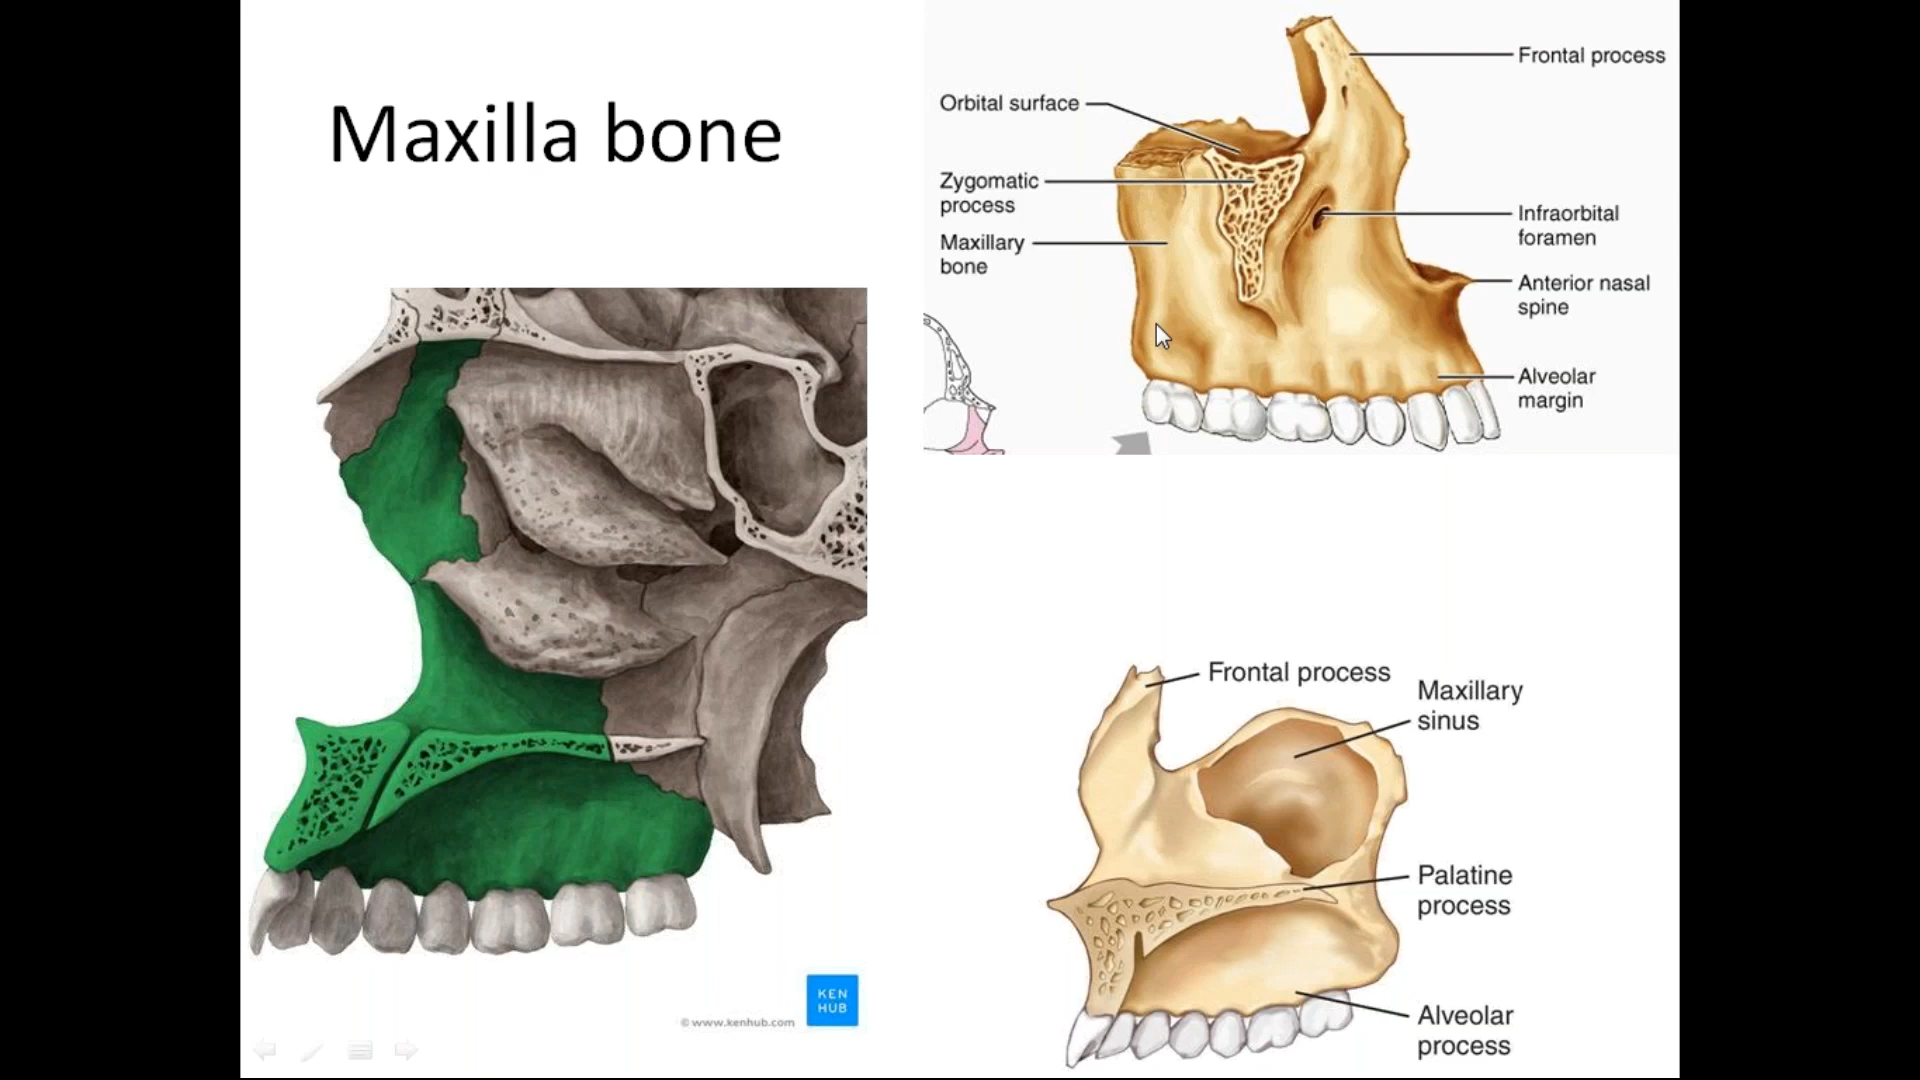 Maxilla bone
Frontal process
Orbital surface
Zygomatic
process
Maxillary
bone
Infraorbital
foramen
Anterior nasal
spine
Alveolar
margin
Frontal process
Maxillary
sinus
Palatine
process
Alveolar
process
KEN
HUB
© www.kenhub.com